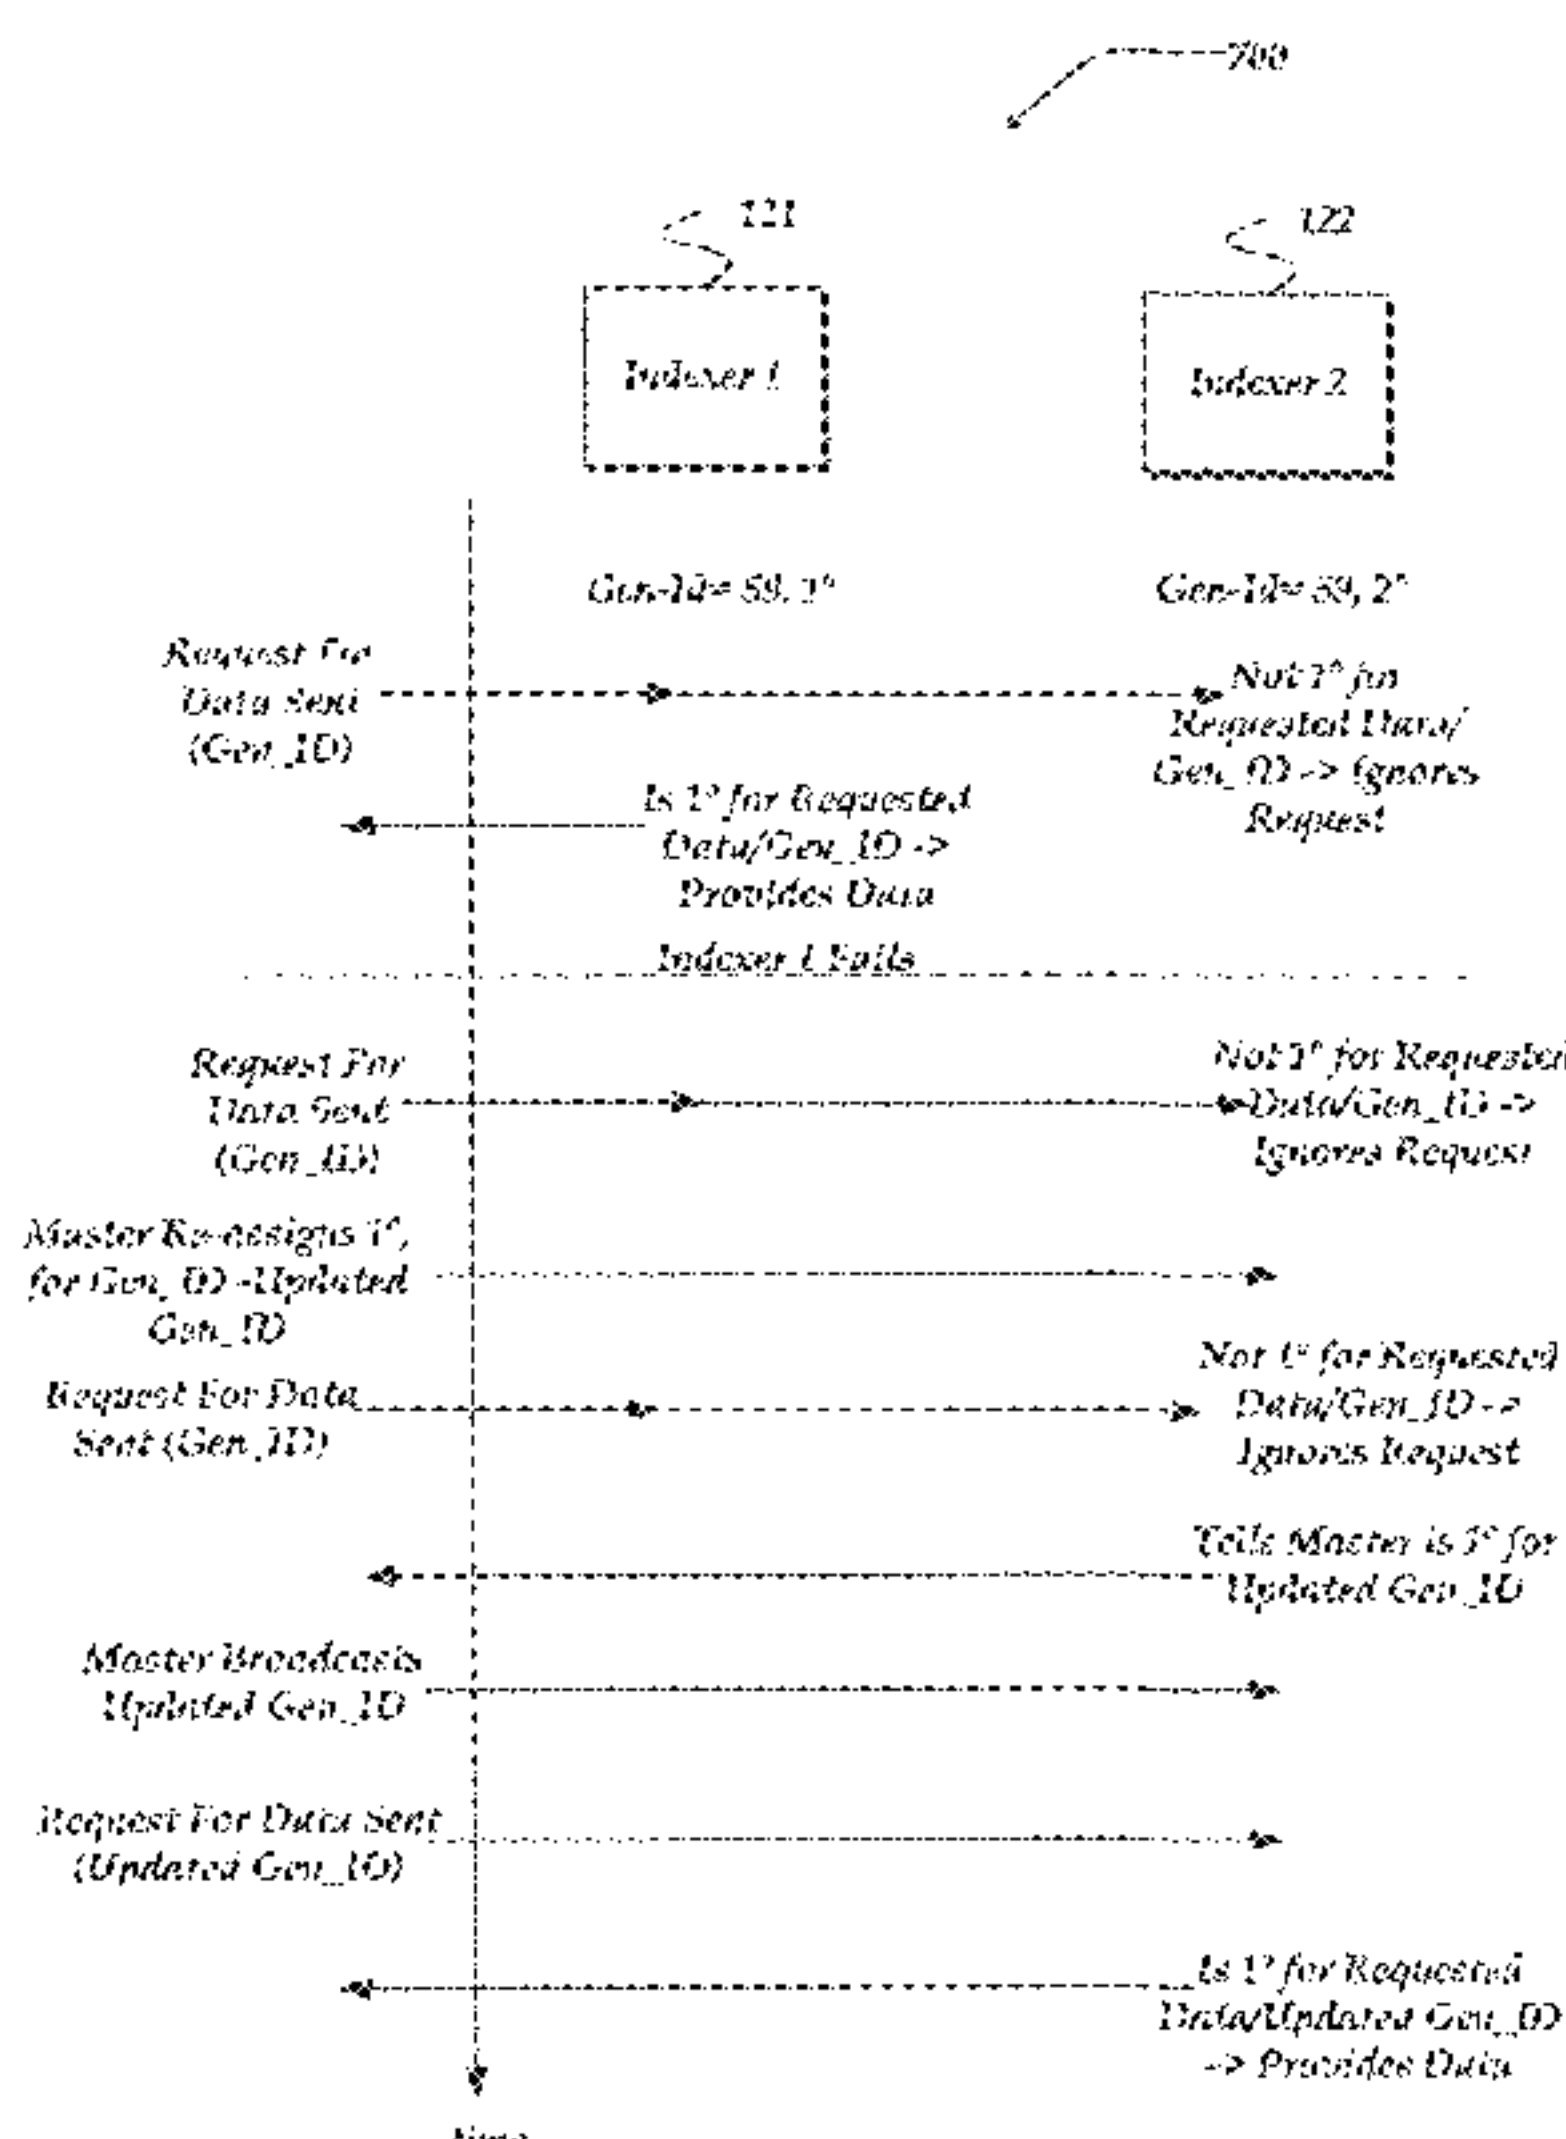 700
121
122
Indexer 1
Indexer 2
Gen-Id= 59, 1°
Gen-Id= 59, 2°
Request For
Data Sent
(Gen_ID)
Not 1° for
Requested Data/
Gen_ID -> Ignores
Request
Is 1° for Requested
Data/Gen_ID ->
Provides Data
Indexer 1 Fails
Request For
Data Sent
(Gen_ID)
Not 1° for Requested
Data/Gen_ID ->
Ignores Request
Master Re-assigns 1°,
for Gen_ID -Updated
Gen_ID
Request For Data
Sent (Gen_ID)
Not 1° for Requested
Data/Gen_ID ->
Ignores Request
Tells Master is 1° for
Updated Gen_ID
Master Broadcasts
Updated Gen_ID
Request For Data Sent
(Updated Gen_ID)
Is 1° for Requested
Data/Updated Gen_ID
-> Provides Data